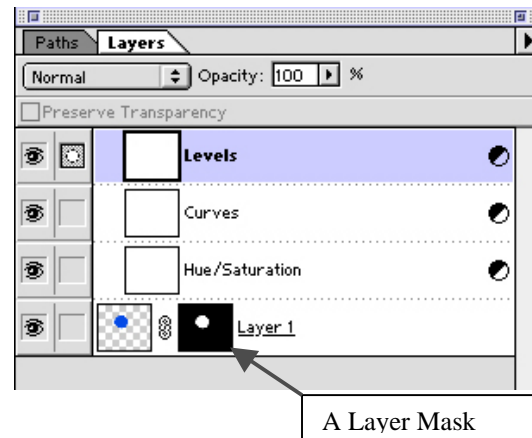 Paths Layers
Normal Opacity: 100 %
Preserve Transparency
Levels
Curves
Hue/Saturation
Layer 1
A Layer Mask